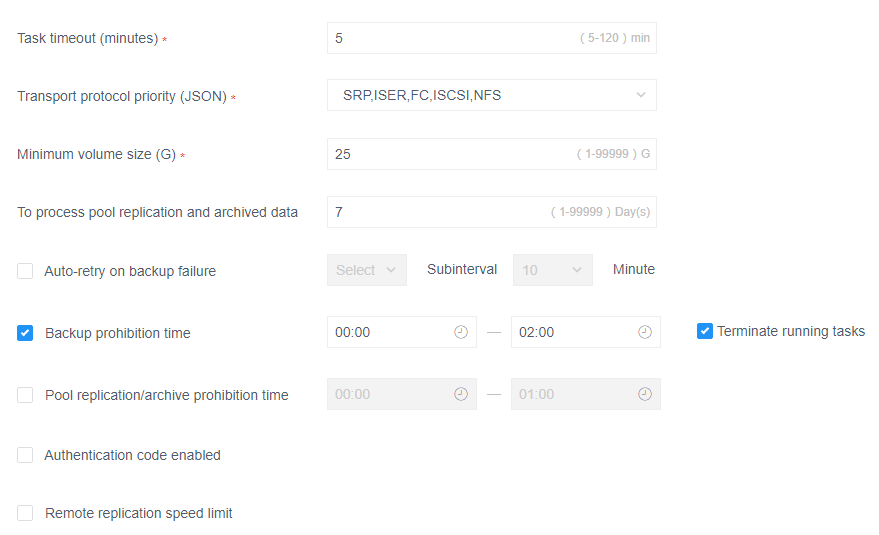 Task timeout (minutes) * 5 ( 5-120 ) min
Transport protocol priority (JSON) * SRP,ISER,FC,ISCSI,NFS
Minimum volume size (G) * 25 ( 1-99999 ) G
To process pool replication and archived data 7 ( 1-99999 ) Day(s)
Auto-retry on backup failure Select Subinterval 10 Minute
Backup prohibition time 00:00 — 02:00 Terminate running tasks
Pool replication/archive prohibition time 00:00 — 01:00
Authentication code enabled
Remote replication speed limit